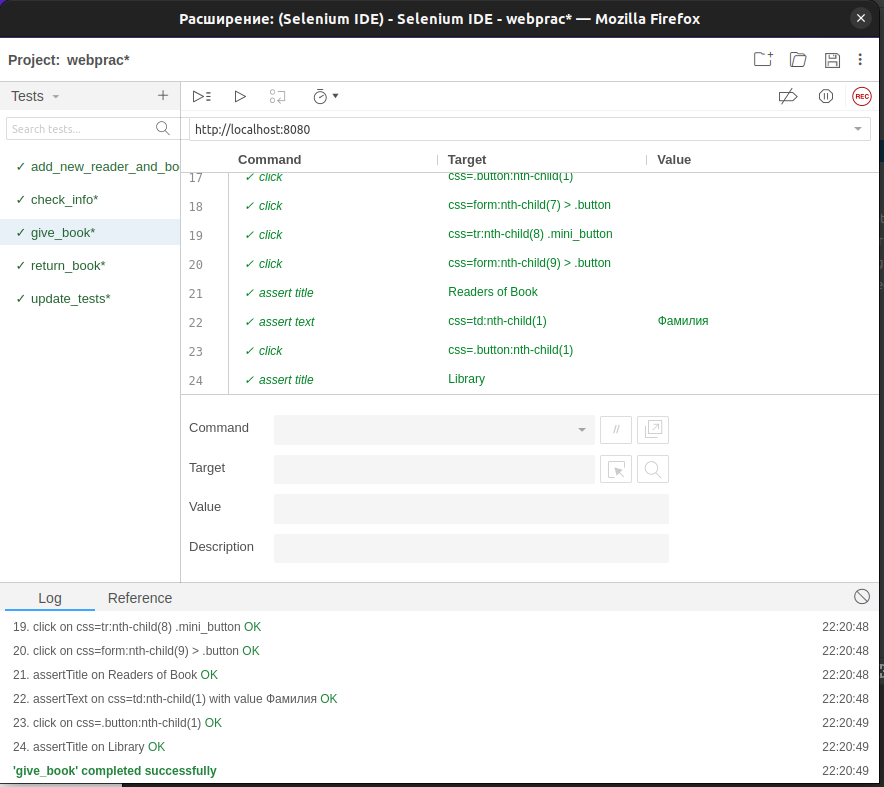 Расширение: (Selenium IDE) - Selenium IDE - webprac* — Mozilla Firefox
Project: webprac*
Tests
REC
Search tests...
http://localhost:8080
Command Target Value
✓ add_new_reader_and_bo
✓ check_info*
✓ give_book*
✓ return_book*
✓ update_tests*
17 ✓ click css=.button:nth-child(1)
18 ✓ click css=form:nth-child(7) > .button
19 ✓ click css=tr:nth-child(8) .mini_button
20 ✓ click css=form:nth-child(9) > .button
21 ✓ assert title Readers of Book
22 ✓ assert text css=td:nth-child(1) Фамилия
23 ✓ click css=.button:nth-child(1)
24 ✓ assert title Library
Command //
Target
Value
Description
Log Reference
19. click on css=tr:nth-child(8) .mini_button OK 22:20:48
20. click on css=form:nth-child(9) > .button OK 22:20:48
21. assertTitle on Readers of Book OK 22:20:48
22. assertText on css=td:nth-child(1) with value Фамилия OK 22:20:48
23. click on css=.button:nth-child(1) OK 22:20:49
24. assertTitle on Library OK 22:20:49
'give_book' completed successfully 22:20:49